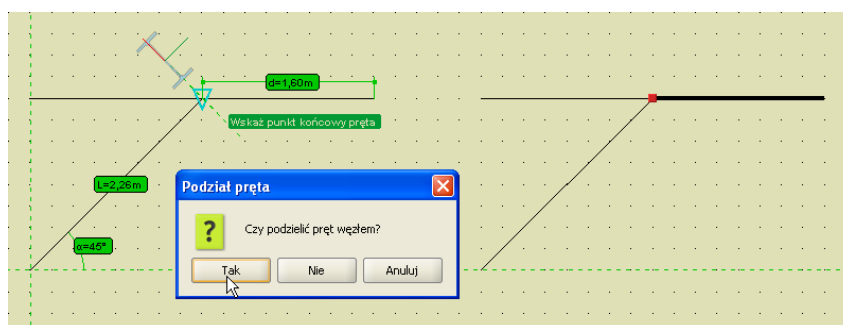 d=1,60m
Wskaż punkt końcowy pręta
L=2,26m
α=45°
Podział pręta
Czy podzielić pręt węzłem?
Tak
Nie
Anuluj